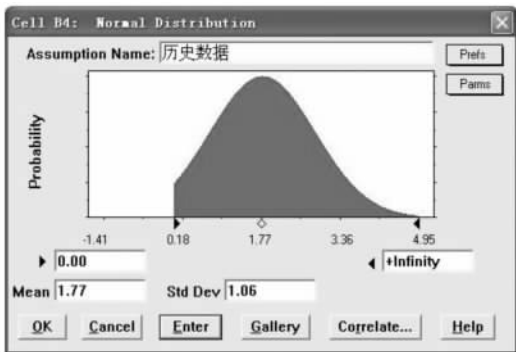 Cell B4: Normal Distribution
Assumption Name: 历史数据
Prefs
Parms
Probability
-1.41 0.18 1.77 3.36 4.95
0.00 +Infinity
Mean 1.77 Std Dev 1.06
OK Cancel Enter Gallery Correlate... Help